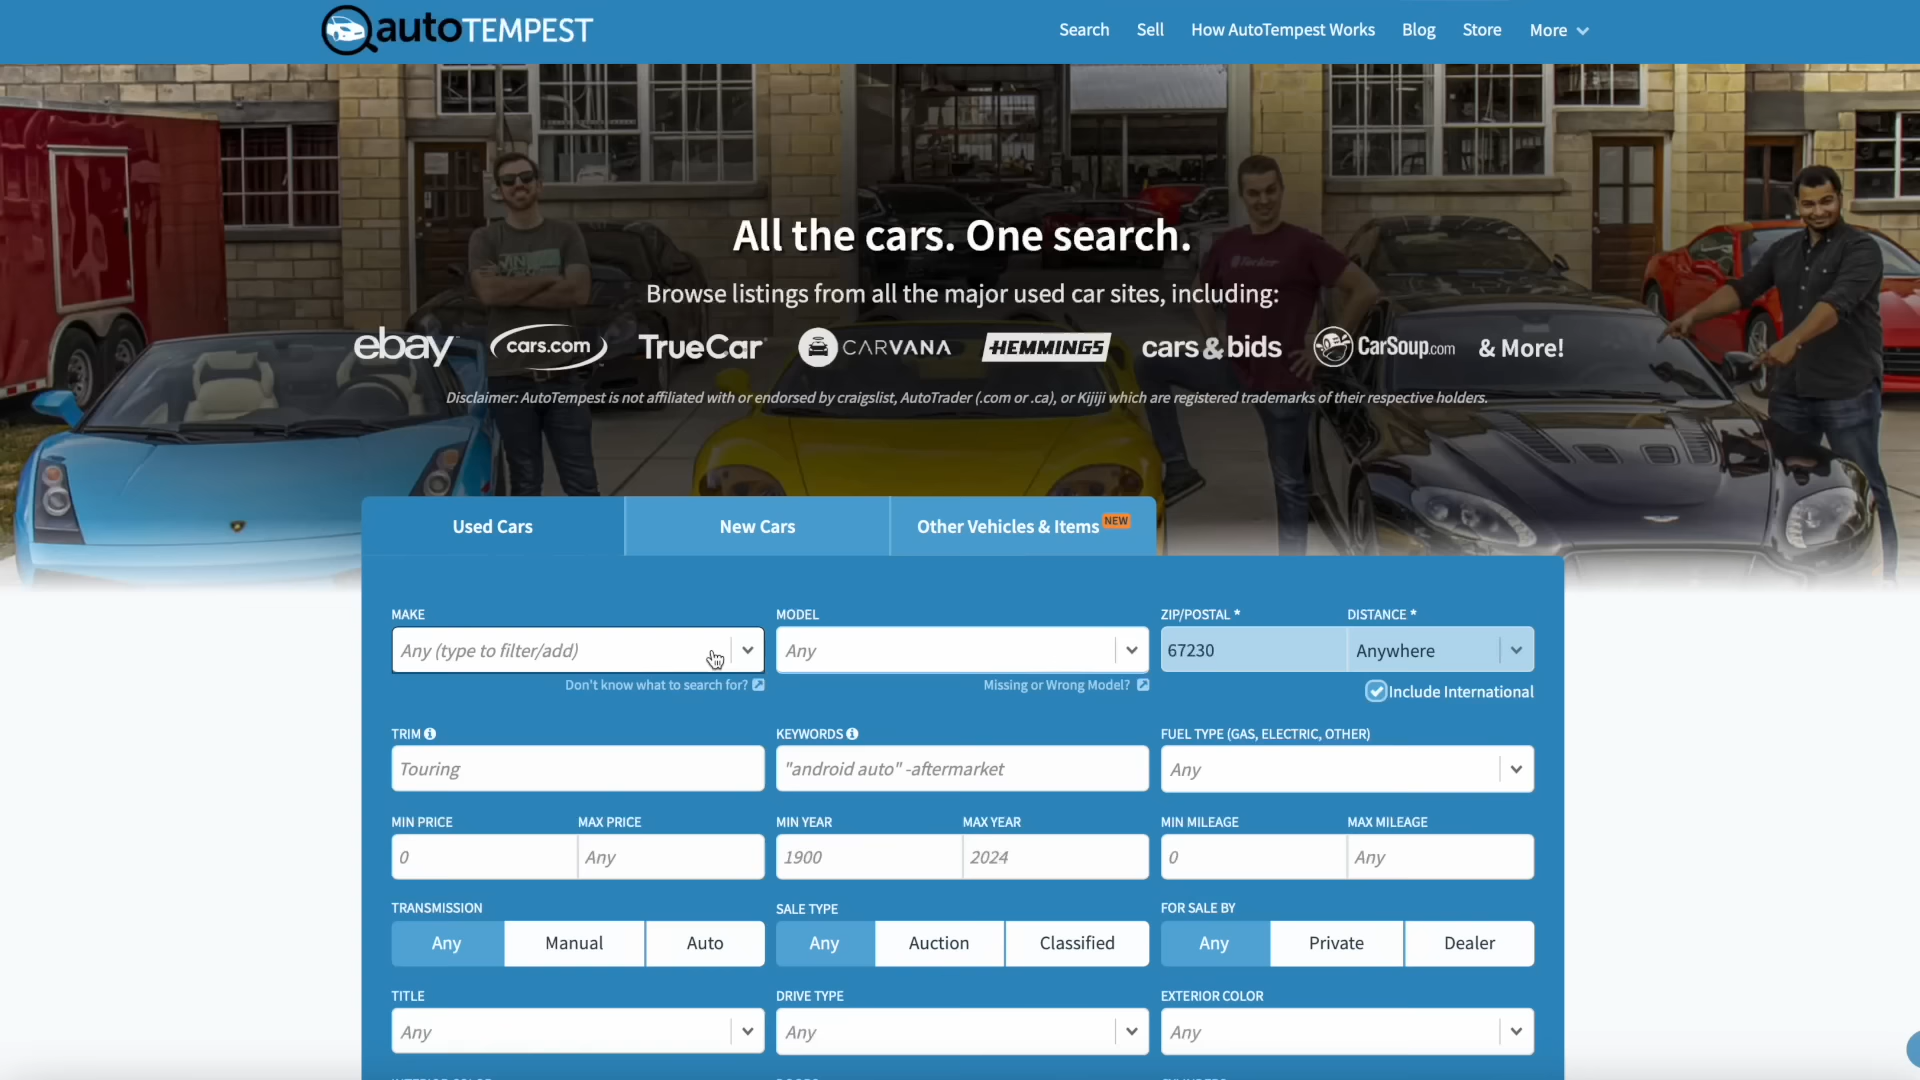 autoTEMPEST
Search Sell How AutoTempest Works Blog Store More
All the cars. One search.
Browse listings from all the major used car sites, including:
ebay cars.com TrueCar CARVANA HEMMINGS cars & bids CarSoup.com & More!
Disclaimer: AutoTempest is not affiliated with or endorsed by craigslist, AutoTrader (.com or .ca), or Kijiji which are registered trademarks of their respective holders.
Used Cars New Cars Other Vehicles & Items NEW
MAKE MODEL ZIP/POSTAL * DISTANCE *
Any (type to filter/add) Any 67230 Anywhere
Don't know what to search for? Missing or Wrong Model? Include International
TRIM KEYWORDS FUEL TYPE (GAS, ELECTRIC, OTHER)
Touring "android auto" -aftermarket Any
MIN PRICE MAX PRICE MIN YEAR MAX YEAR MIN MILEAGE MAX MILEAGE
0 Any 1900 2024 0 Any
TRANSMISSION SALE TYPE FOR SALE BY
Any Manual Auto Any Auction Classified Any Private Dealer
TITLE DRIVE TYPE EXTERIOR COLOR
Any Any Any